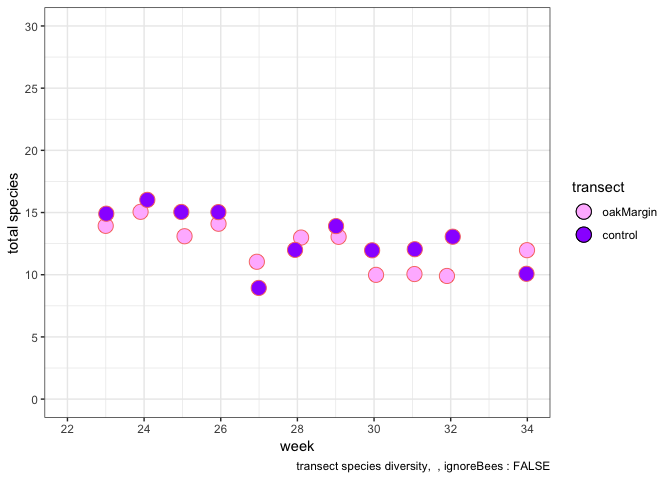 30
25
20
15
10
5
0
total species
22
24
26
28
30
32
34
week
transect
oakMargin
control
transect species diversity,  , ignoreBees : FALSE